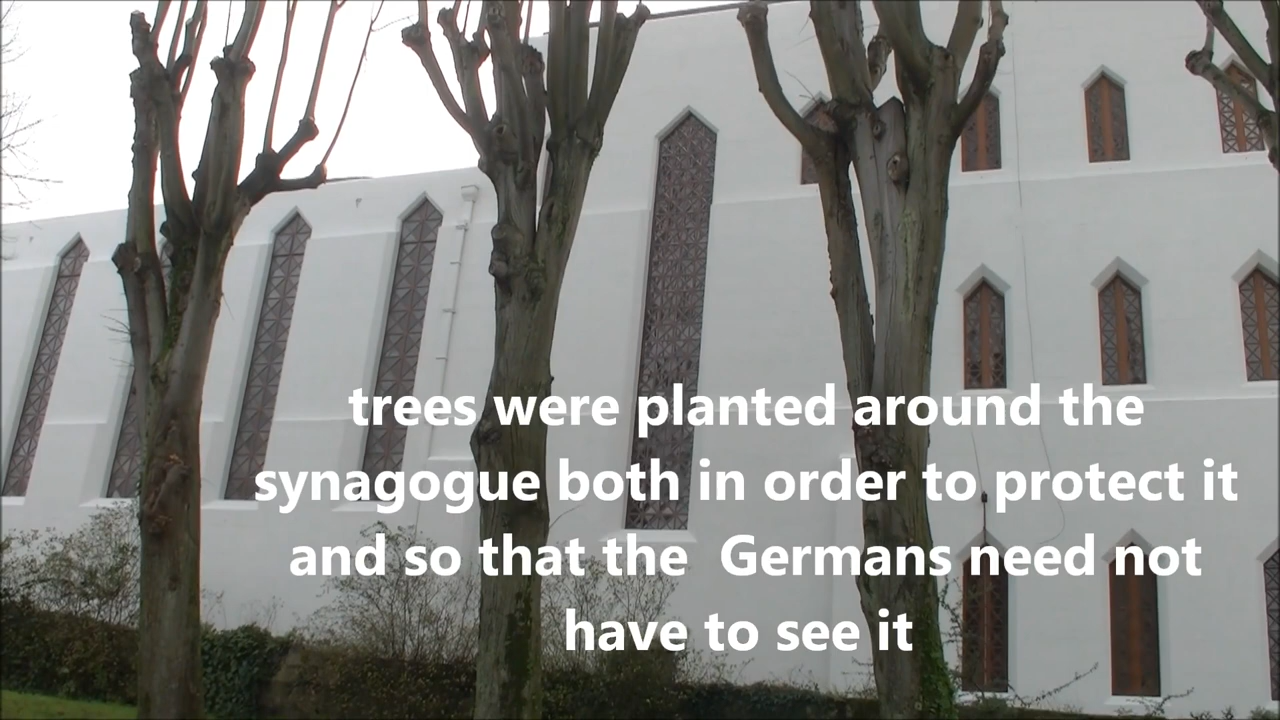 trees were planted around the
synagogue both in order to protect it
and so that the  Germans need not
have to see it